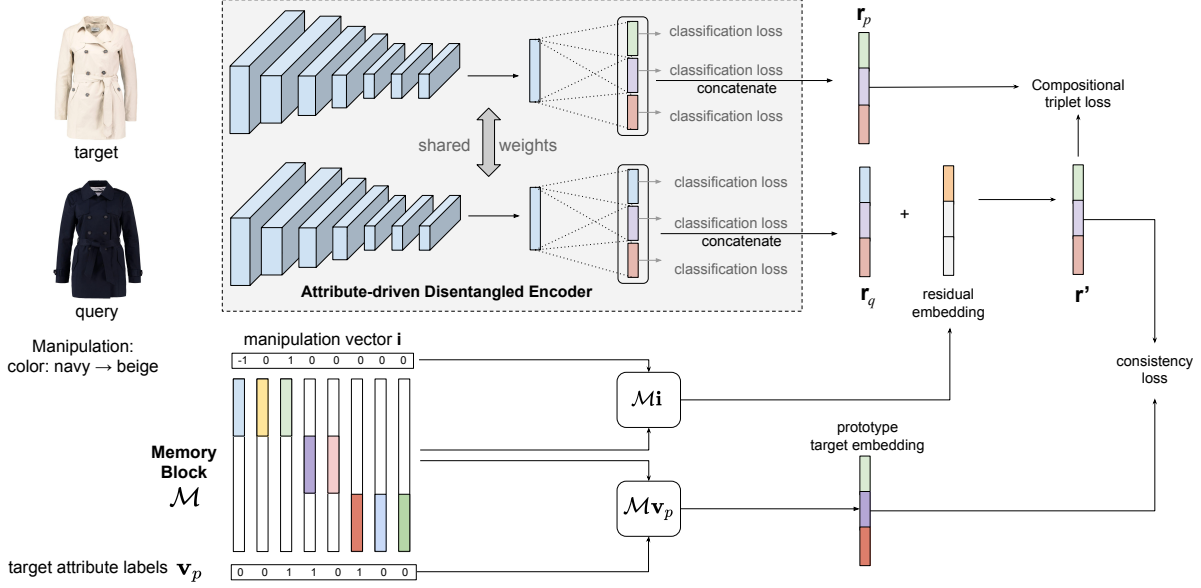 target
query
Manipulation:
color: navy → beige
classification loss
classification loss
concatenate
classification loss
shared weights
classification loss
classification loss
concatenate
classification loss
Attribute-driven Disentangled Encoder
r_p
Compositional
triplet loss
+
r_q
residual
embedding
r'
consistency
loss
manipulation vector i
-1 0 1 0 0 0 0 0
Memory
Block
ℳ
ℳi
ℳv_p
prototype
target embedding
target attribute labels v_p
0 0 1 1 0 1 0 0